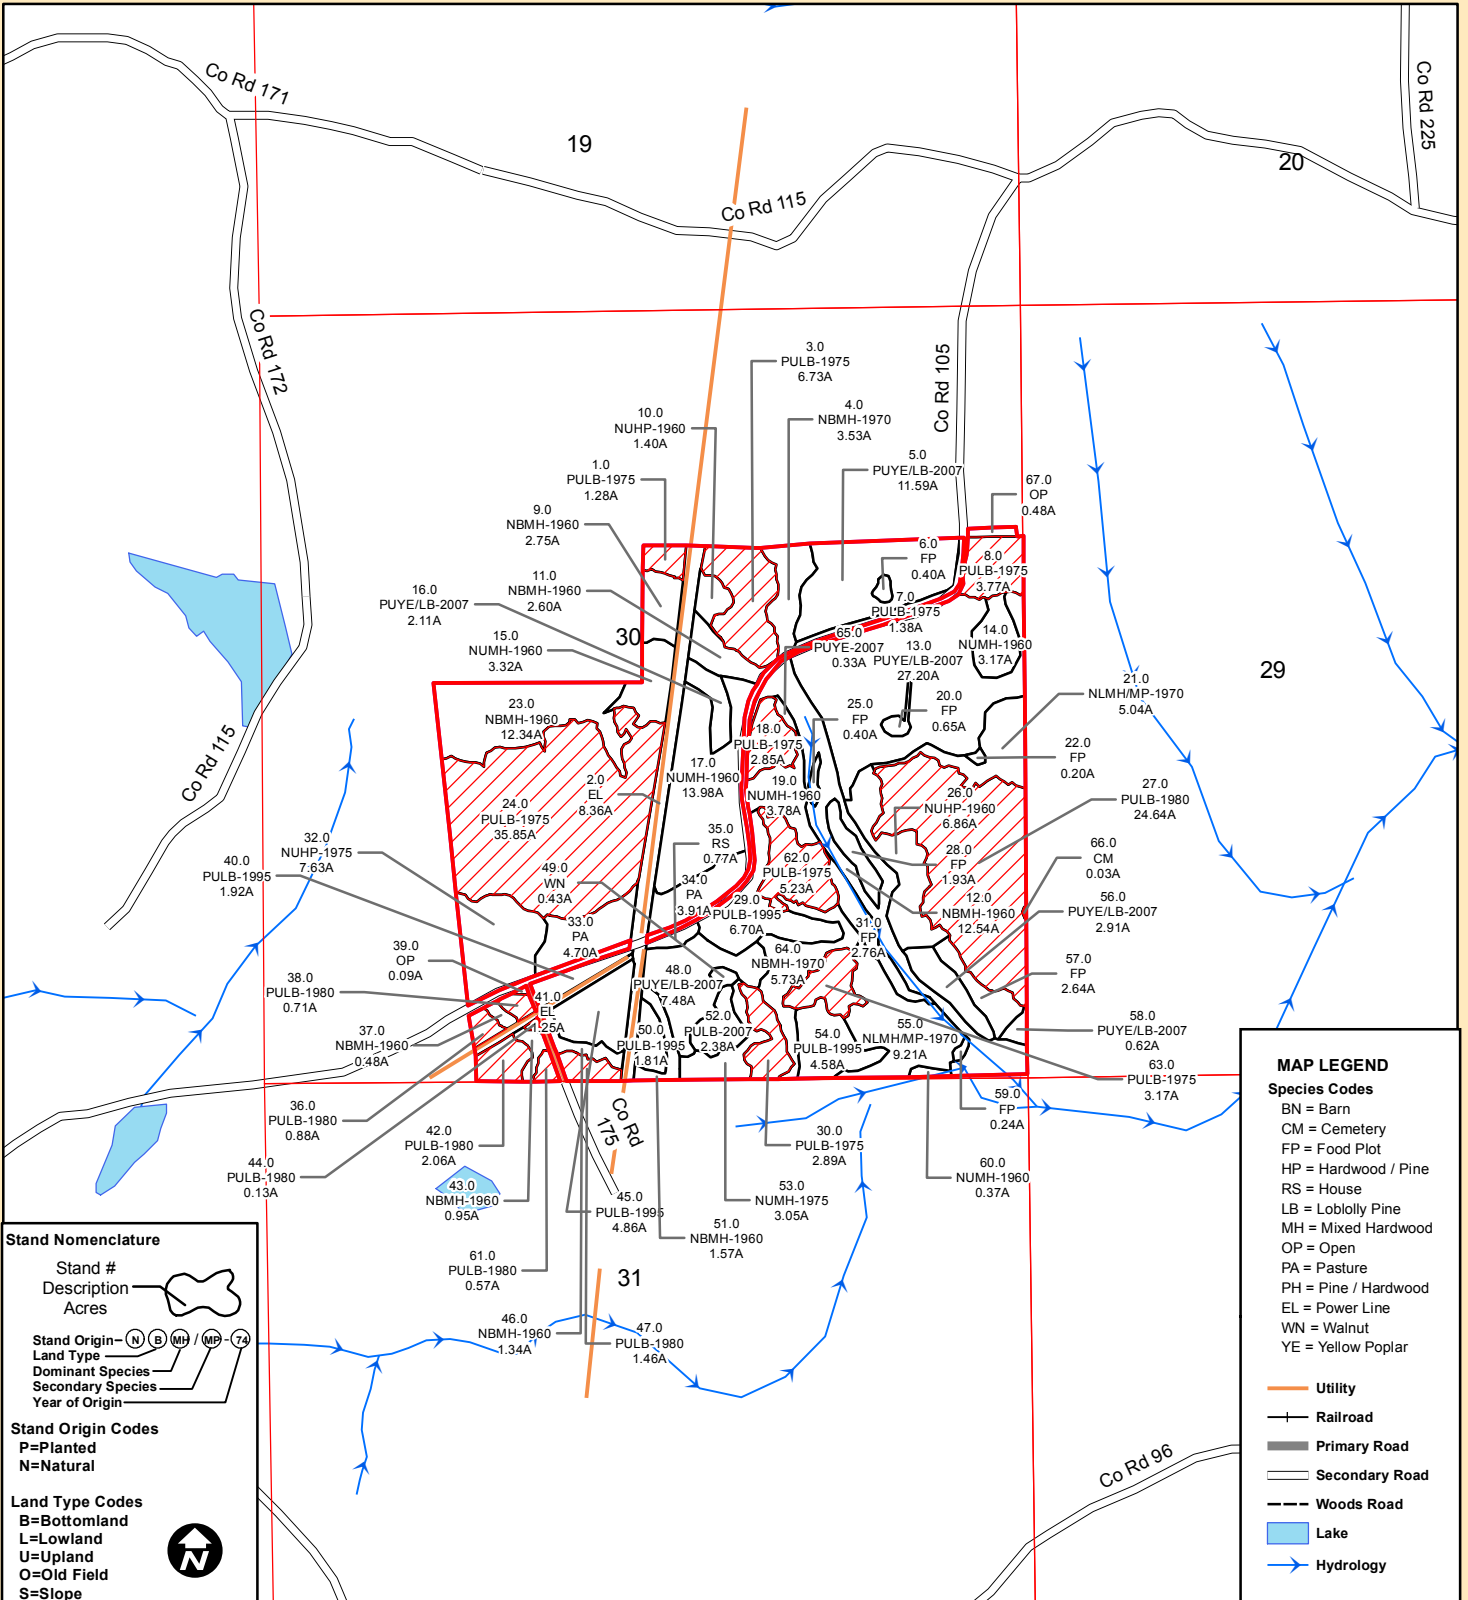 Co Rd 171
19
Co Rd 115
20
Co Rd 225
Co Rd 172
Co Rd 105
3.0
PULB-1975
6.73A
10.0
NUHP-1960
1.40A
4.0
NBMH-1970
3.53A
1.0
PULB-1975
1.28A
5.0
PUYE/LB-2007
11.59A
67.0
OP
0.48A
9.0
NBMH-1960
2.75A
6.0
FP
0.40A
8.0
PULB-1975
3.77A
16.0
PUYE/LB-2007
2.11A
11.0
NBMH-1960
2.60A
7.0
PULB-1975
1.38A
15.0
NUMH-1960
3.32A
30
65.0
PUYE-2007
0.33A
13.0
PUYE/LB-2007
27.20A
14.0
NUMH-1960
3.17A
29
21.0
NLMH/MP-1970
5.04A
23.0
NBMH-1960
12.34A
25.0
FP
0.40A
20.0
FP
0.65A
18.0
PULB-1975
2.85A
22.0
FP
0.20A
Co Rd 115
17.0
NUMH-1960
13.98A
2.0
EL
8.36A
19.0
NUMH-1960
3.78A
26.0
NUHP-1960
6.86A
27.0
PULB-1980
24.64A
24.0
PULB-1975
35.85A
32.0
NUHP-1975
7.63A
35.0
RS
0.77A
28.0
FP
1.93A
66.0
CM
0.03A
40.0
PULB-1995
1.92A
49.0
WN
0.43A
62.0
PULB-1975
5.23A
34.0
PA
3.91A
12.0
NBMH-1960
12.54A
56.0
PUYE/LB-2007
2.91A
29.0
PULB-1995
6.70A
33.0
PA
4.70A
31.0
FP
2.76A
39.0
OP
0.09A
64.0
NBMH-1970
5.73A
57.0
FP
2.64A
38.0
PULB-1980
0.71A
48.0
PUYE/LB-2007
7.48A
41.0
EL
1.25A
58.0
PUYE/LB-2007
0.62A
37.0
NBMH-1960
0.48A
50.0
PULB-1995
1.81A
52.0
PULB-2007
2.38A
54.0
PULB-1995
4.58A
55.0
NLMH/MP-1970
9.21A
63.0
PULB-1975
3.17A
36.0
PULB-1980
0.88A
59.0
FP
0.24A
Co Rd
175
42.0
PULB-1980
2.06A
30.0
PULB-1975
2.89A
44.0
PULB-1980
0.13A
60.0
NUMH-1960
0.37A
43.0
NBMH-1960
0.95A
45.0
PULB-1995
4.86A
53.0
NUMH-1975
3.05A
51.0
NBMH-1960
1.57A
61.0
PULB-1980
0.57A
31
46.0
NBMH-1960
1.34A
47.0
PULB-1980
1.46A
Co Rd 96
Stand Nomenclature
Stand #
Description
Acres
Stand Origin- N B MH / MP - 74
Land Type
Dominant Species
Secondary Species
Year of Origin
Stand Origin Codes
P=Planted
N=Natural
Land Type Codes
B=Bottomland
L=Lowland
U=Upland
O=Old Field
S=Slope
N
MAP LEGEND
Species Codes
BN = Barn
CM = Cemetery
FP = Food Plot
HP = Hardwood / Pine
RS = House
LB = Loblolly Pine
MH = Mixed Hardwood
OP = Open
PA = Pasture
PH = Pine / Hardwood
EL = Power Line
WN = Walnut
YE = Yellow Poplar
Utility
Railroad
Primary Road
Secondary Road
Woods Road
Lake
Hydrology